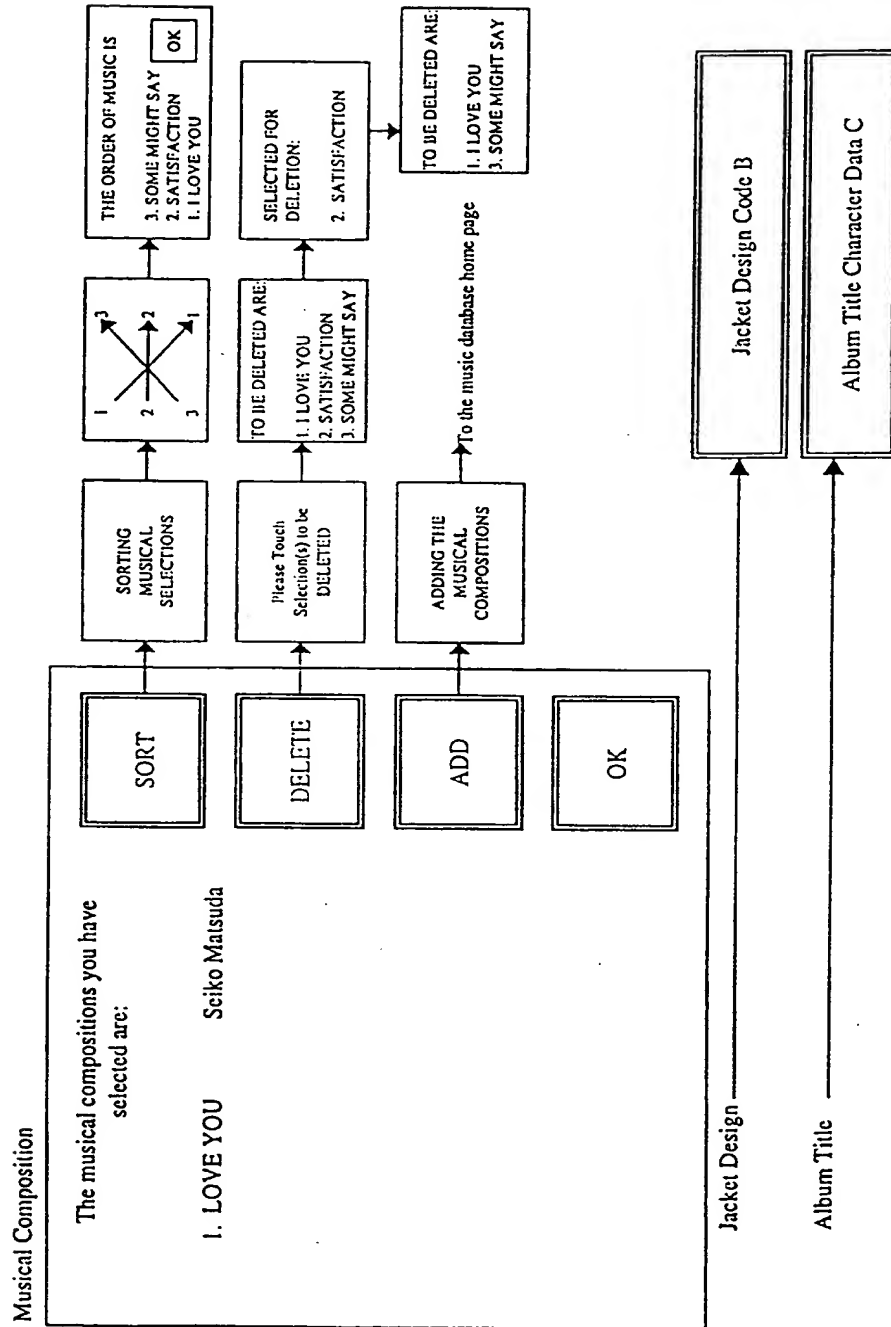 Musical Composition
The musical compositions you have
selected are:
1. LOVE YOU Seiko Matsuda
SORT
DELETE
ADD
OK
SORTING
MUSICAL
SELECTIONS
1 3
2 2
3 1
THE ORDER OF MUSIC IS
3. SOME MIGHT SAY
2. SATISFACTION
1. I LOVE YOU
OK
Please Touch
Selection(s) to be
DELETED
TO BE DELETED ARE:
1. I LOVE YOU
2. SATISFACTION
3. SOME MIGHT SAY
SELECTED FOR
DELETION:
2. SATISFACTION
TO BE DELETED ARE:
1. I LOVE YOU
3. SOME MIGHT SAY
ADDING THE
MUSICAL
COMPOSITIONS
To the music database home page
Jacket Design
Jacket Design Code B
Album Title
Album Title Character Data C